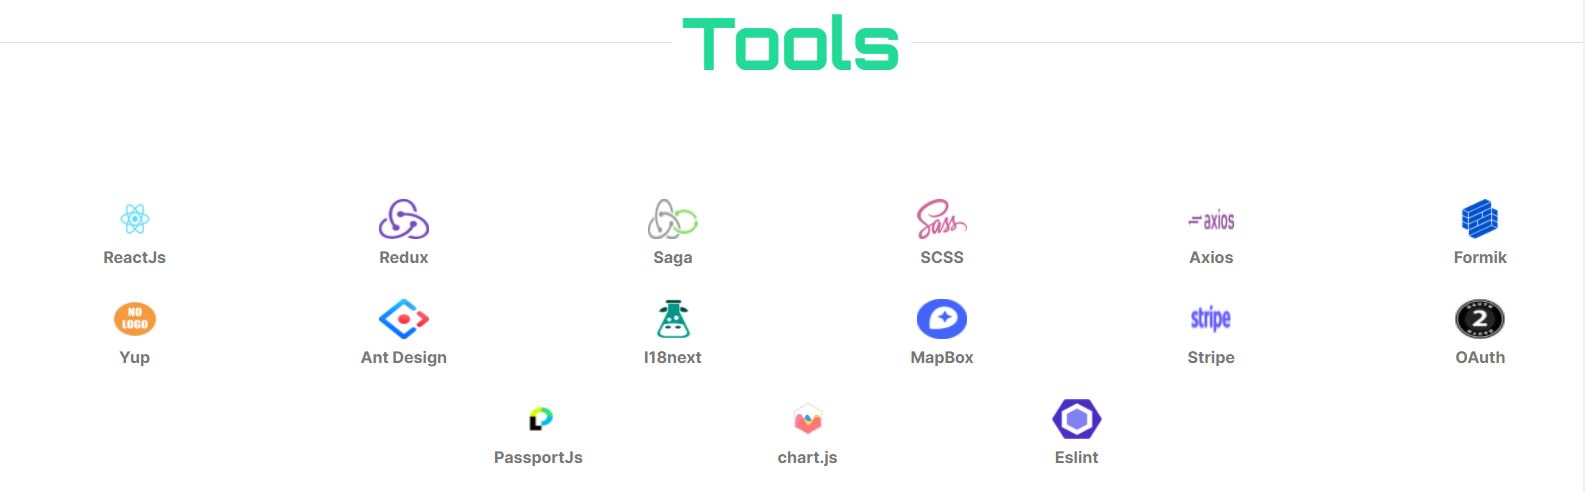 Tools
axios
ReactJs Redux Saga SCSS Axios Formik
NO
LOGO
stripe
2
Yup Ant Design I18next MapBox Stripe OAuth
PassportJs chart.js Eslint